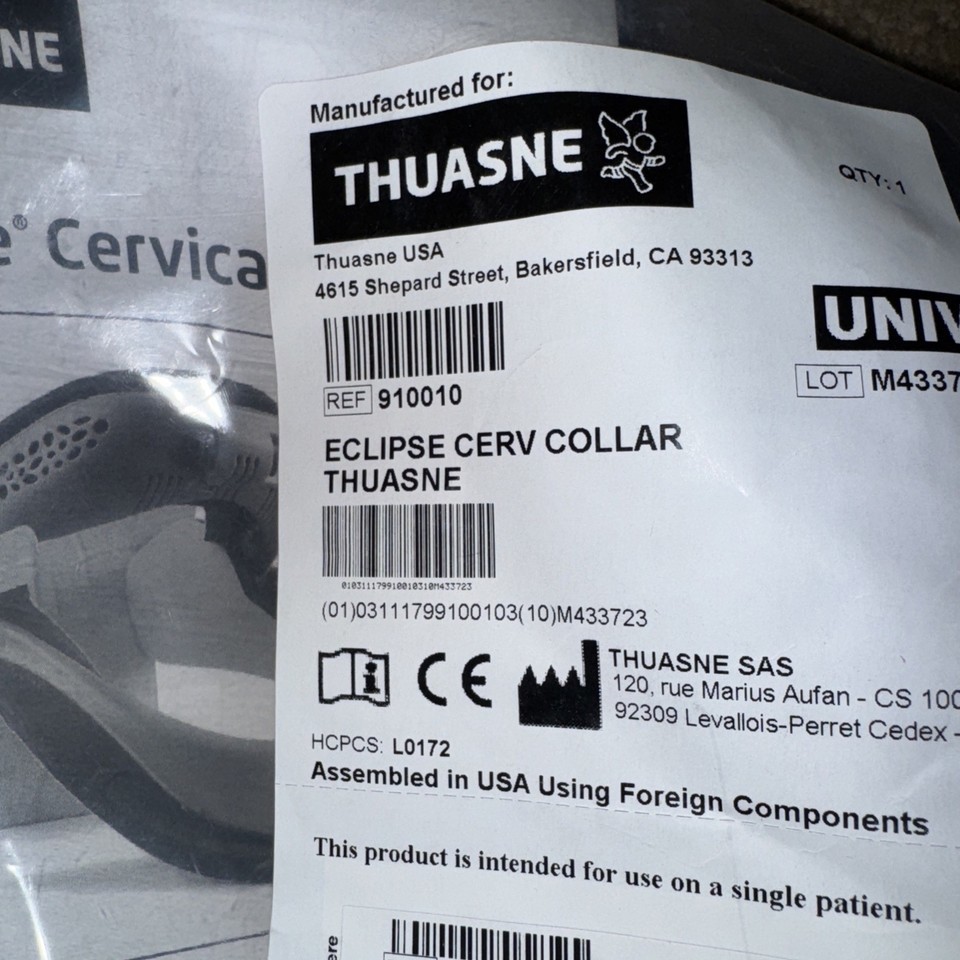 NE
e® Cervica
Manufactured for:
THUASNE
QTY: 1
Thuasne USA
4615 Shepard Street, Bakersfield, CA 93313
UNIV
REF 910010
LOT M4337
ECLIPSE CERV COLLAR
THUASNE
010311179910010310M433723
(01)03111799100103(10)M433723
CE
THUASNE SAS
120, rue Marius Aufan - CS 100
92309 Levallois-Perret Cedex -
HCPCS: L0172
Assembled in USA Using Foreign Components
This product is intended for use on a single patient.
ere